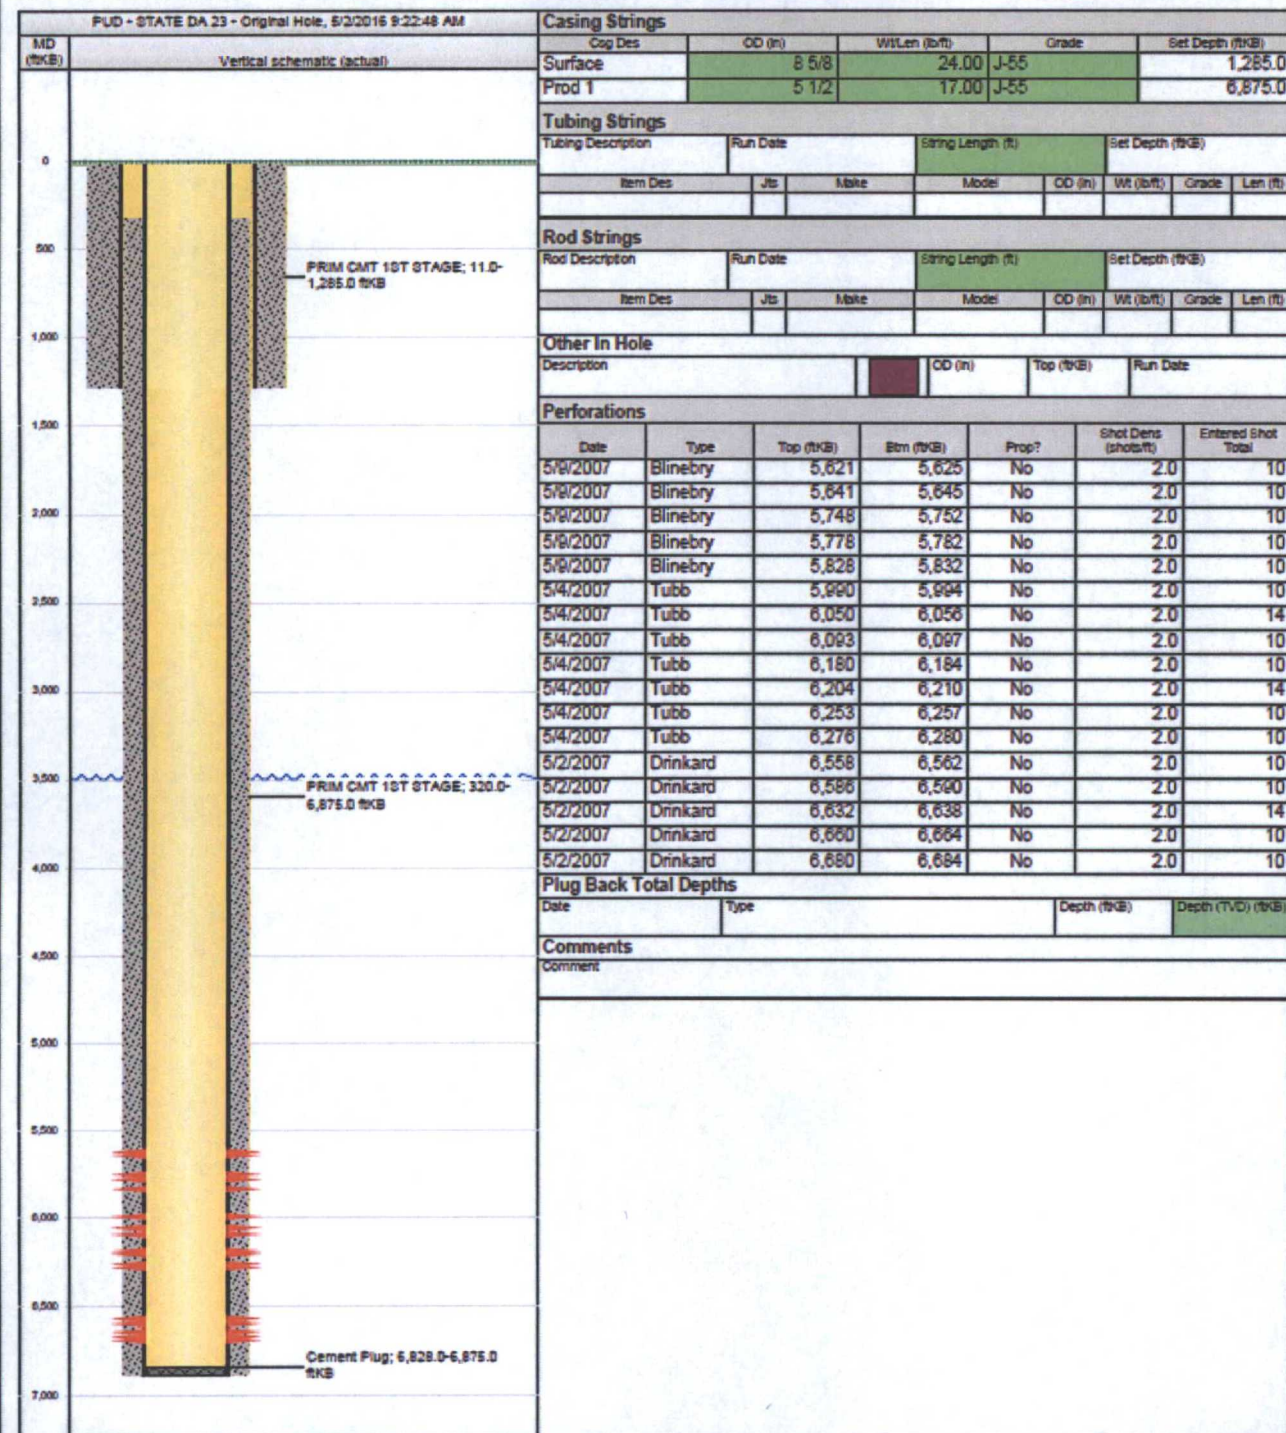 PUD - STATE DA 23 - Original Hole, 5/2/2016 9:22:48 AM
MD (ftKB)
Vertical schematic (actual)
0
500
1,000
1,500
2,000
2,500
3,000
3,500
4,000
4,500
5,000
5,500
6,000
6,500
7,000
PRIM CMT 1ST STAGE; 11.0-
1,285.0 ftKB
PRIM CMT 1ST STAGE; 320.0-
6,875.0 ftKB
Cement Plug; 6,828.0-6,875.0
ftKB
Casing Strings
Csg Des OD (in) Wt/Len (lb/ft) Grade Set Depth (ftKB)
Surface 8 5/8 24.00 J-55 1,285.0
Prod 1 5 1/2 17.00 J-55 6,875.0
Tubing Strings
Tubing Description Run Date String Length (ft) Set Depth (ftKB)
Item Des Jts Make Model OD (in) Wt (lb/ft) Grade Len (ft)
Rod Strings
Rod Description Run Date String Length (ft) Set Depth (ftKB)
Item Des Jts Make Model OD (in) Wt (lb/ft) Grade Len (ft)
Other In Hole
Description OD (in) Top (ftKB) Run Date
Perforations
Date Type Top (ftKB) Btm (ftKB) Prop? Shot Dens (shots/ft) Entered Shot Total
5/9/2007 Blinebry 5,621 5,625 No 2.0 10
5/9/2007 Blinebry 5,641 5,645 No 2.0 10
5/9/2007 Blinebry 5,748 5,752 No 2.0 10
5/9/2007 Blinebry 5,778 5,782 No 2.0 10
5/9/2007 Blinebry 5,828 5,832 No 2.0 10
5/4/2007 Tubb 5,990 5,994 No 2.0 10
5/4/2007 Tubb 6,050 6,056 No 2.0 14
5/4/2007 Tubb 6,093 6,097 No 2.0 10
5/4/2007 Tubb 6,180 6,184 No 2.0 10
5/4/2007 Tubb 6,204 6,210 No 2.0 14
5/4/2007 Tubb 6,253 6,257 No 2.0 10
5/4/2007 Tubb 6,276 6,280 No 2.0 10
5/2/2007 Drinkard 6,558 6,562 No 2.0 10
5/2/2007 Drinkard 6,586 6,590 No 2.0 10
5/2/2007 Drinkard 6,632 6,638 No 2.0 14
5/2/2007 Drinkard 6,660 6,664 No 2.0 10
5/2/2007 Drinkard 6,680 6,684 No 2.0 10
Plug Back Total Depths
Date Type Depth (ftKB) Depth (TVD) (ftKB)
Comments
Comment